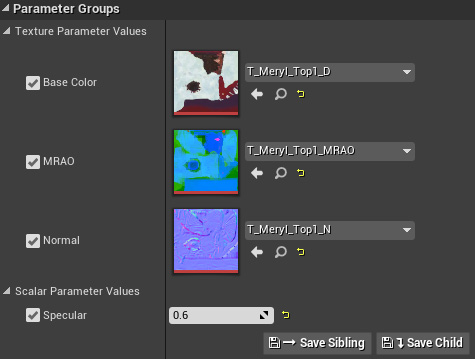 Parameter Groups
Texture Parameter Values
Base Color
T_Meryl_Top1_D
MRAO
T_Meryl_Top1_MRAO
Normal
T_Meryl_Top1_N
Scalar Parameter Values
Specular
0.6
Save Sibling
Save Child